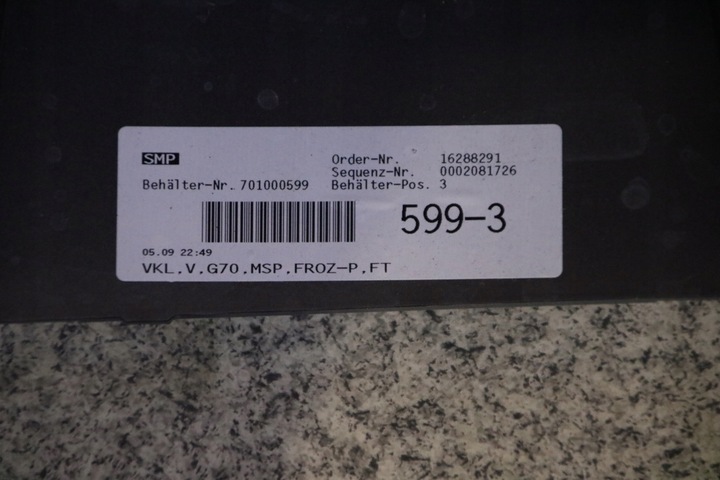 SMP
Order-Nr. 16288291
Sequenz-Nr. 0002081726
Behälter-Nr. 701000599 Behälter-Pos. 3
599-3
05.09 22:49
VKL.V.G70.MSP.FROZ-P.FT